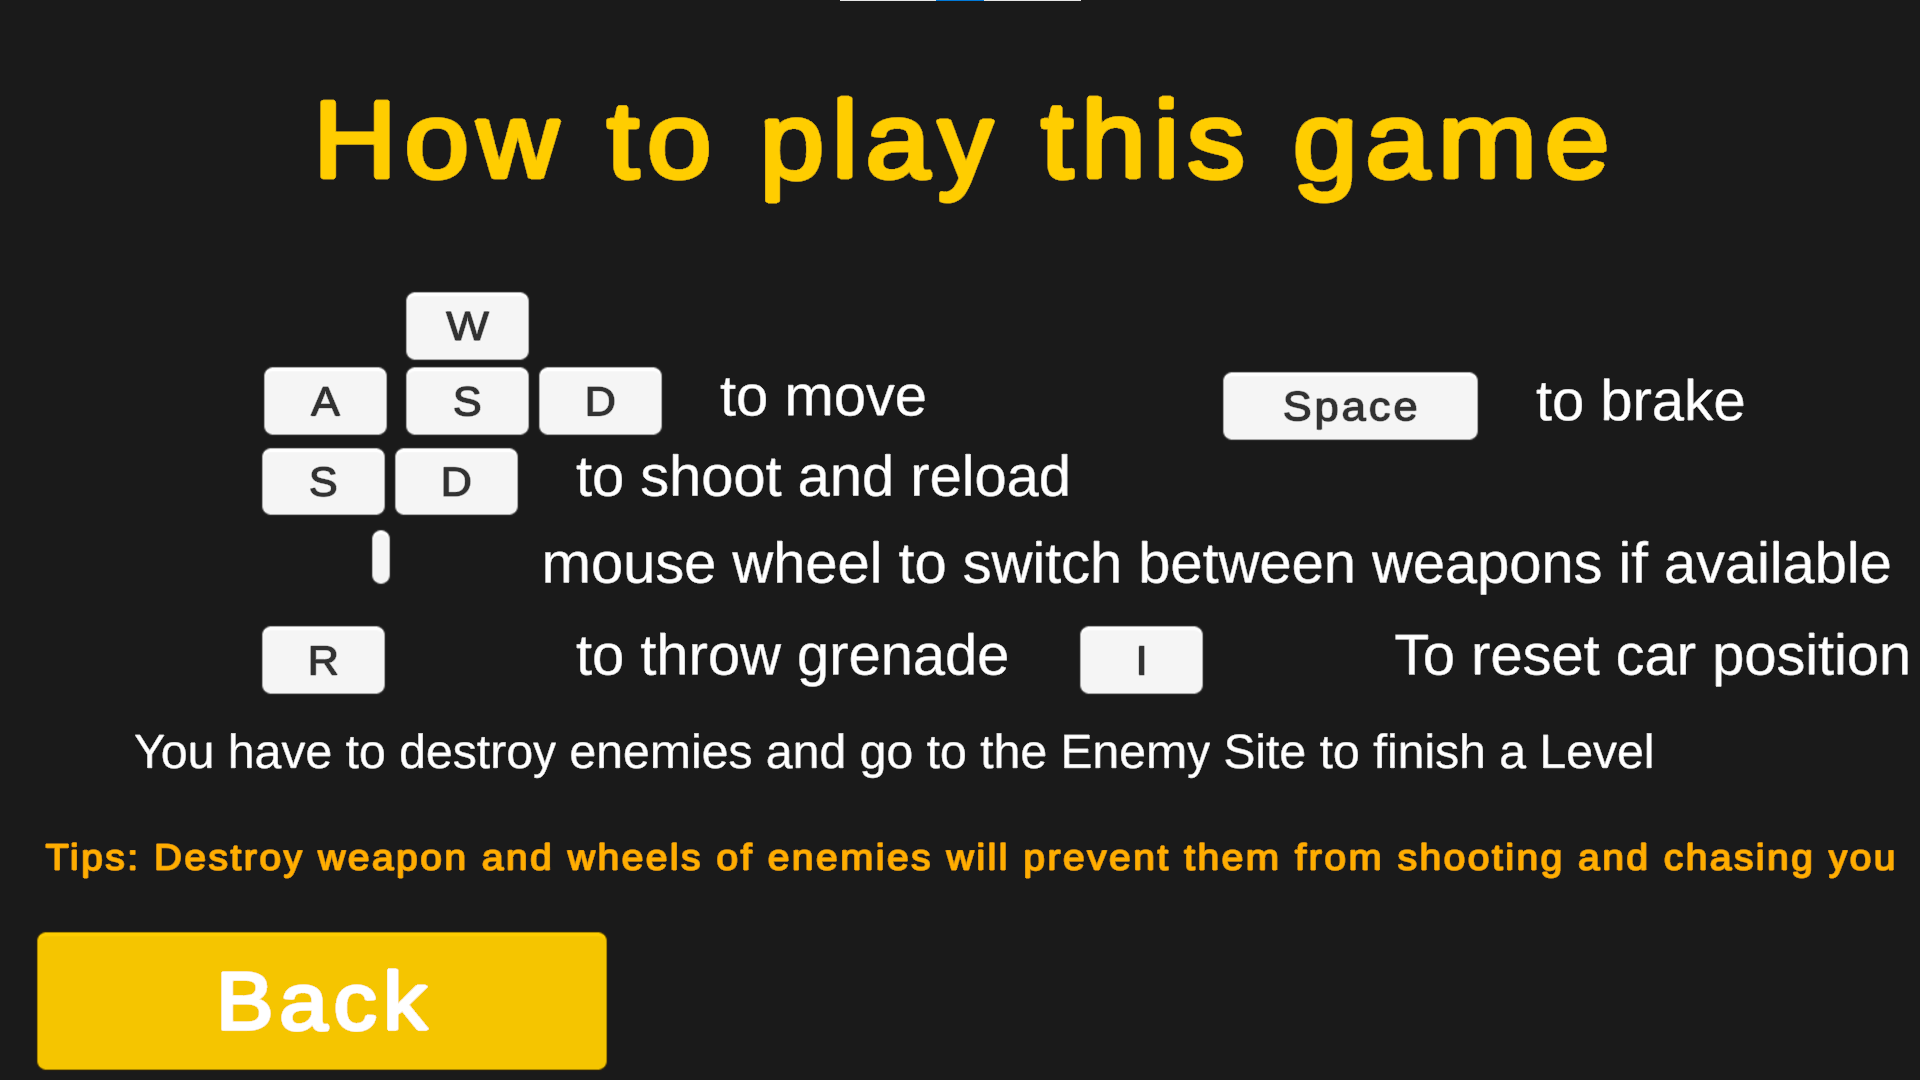 How to play this game
W
A S D to move Space to brake
S D to shoot and reload
mouse wheel to switch between weapons if available
R to throw grenade I To reset car position
You have to destroy enemies and go to the Enemy Site to finish a Level
Tips: Destroy weapon and wheels of enemies will prevent them from shooting and chasing you
Back